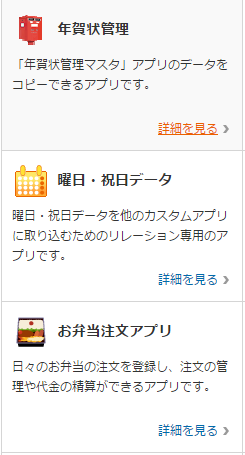 年賀状管理
「年賀状管理マスタ」アプリのデータを
コピーできるアプリです。
詳細を見る
曜日・祝日データ
曜日・祝日データを他のカスタムアプリ
に取り込むためのリレーション専用のア
プリです。
詳細を見る
お弁当注文アプリ
日々のお弁当の注文を登録し、注文の管
理や代金の精算ができるアプリです。
詳細を見る